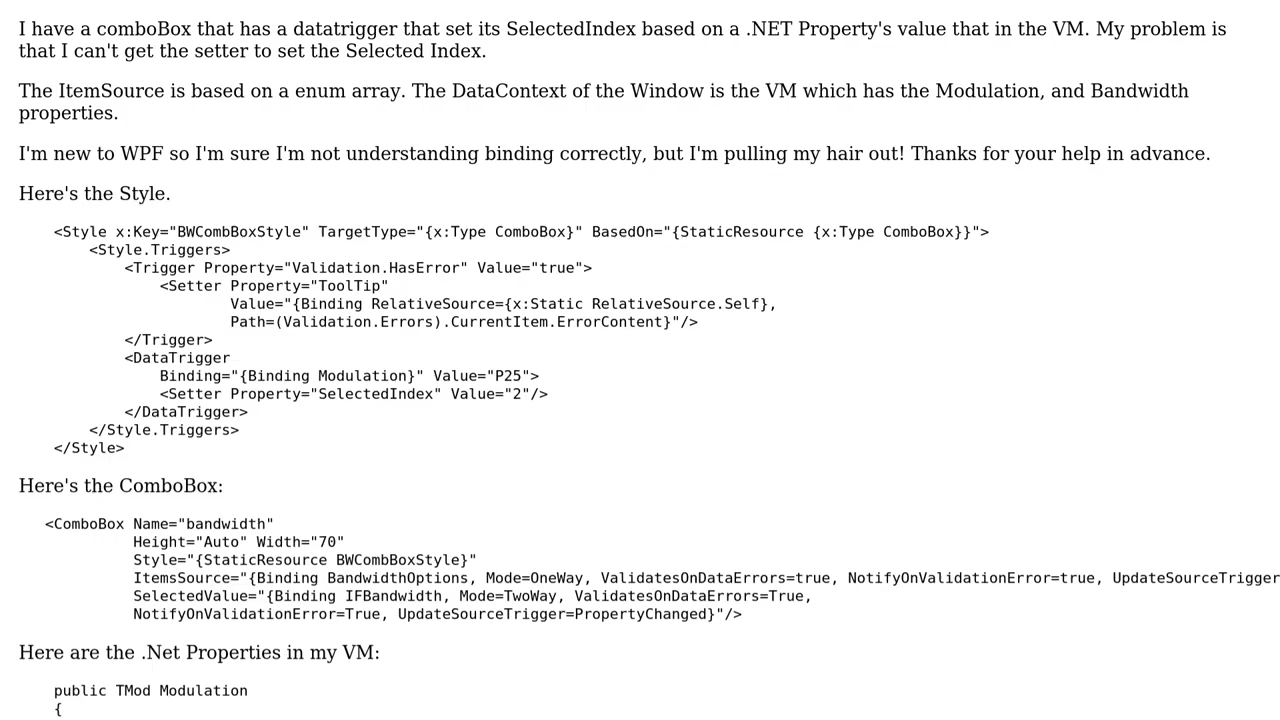 I have a comboBox that has a datatrigger that set its SelectedIndex based on a .NET Property's value that in the VM. My problem is
that I can't get the setter to set the Selected Index.
The ItemSource is based on a enum array. The DataContext of the Window is the VM which has the Modulation, and Bandwidth
properties.
I'm new to WPF so I'm sure I'm not understanding binding correctly, but I'm pulling my hair out! Thanks for your help in advance.
Here's the Style.
<Style x:Key="BWCombBoxStyle" TargetType="{x:Type ComboBox}" BasedOn="{StaticResource {x:Type ComboBox}}">
<Style.Triggers>
<Trigger Property="Validation.HasError" Value="true">
<Setter Property="ToolTip"
Value="{Binding RelativeSource={x:Static RelativeSource.Self},
Path=(Validation.Errors).CurrentItem.ErrorContent}"/>
</Trigger>
<DataTrigger
Binding="{Binding Modulation}" Value="P25">
<Setter Property="SelectedIndex" Value="2"/>
</DataTrigger>
</Style.Triggers>
</Style>
Here's the ComboBox:
<ComboBox Name="bandwidth"
Height="Auto" Width="70"
Style="{StaticResource BWCombBoxStyle}"
ItemsSource="{Binding BandwidthOptions, Mode=OneWay, ValidatesOnDataErrors=true, NotifyOnValidationError=true, UpdateSourceTrigger
SelectedValue="{Binding IFBandwidth, Mode=TwoWay, ValidatesOnDataErrors=True,
NotifyOnValidationError=True, UpdateSourceTrigger=PropertyChanged}"/>
Here are the .Net Properties in my VM:
public TMod Modulation
{